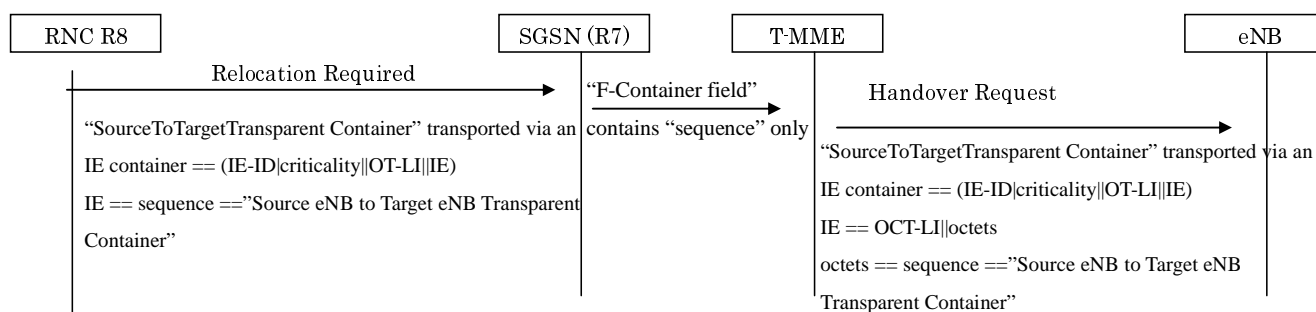 RNC R8
SGSN (R7)
T-MME
eNB
Relocation Required
“F-Container field”
Handover Request
“SourceToTargetTransparent Container” transported via an
contains “sequence” only
IE container == (IE-ID|criticality||OT-LI||IE)
IE == sequence ==”Source eNB to Target eNB Transparent
Container”
“SourceToTargetTransparent Container” transported via an
IE container == (IE-ID|criticality||OT-LI||IE)
IE == OCT-LI||octets
octets == sequence ==”Source eNB to Target eNB
Transparent Container”